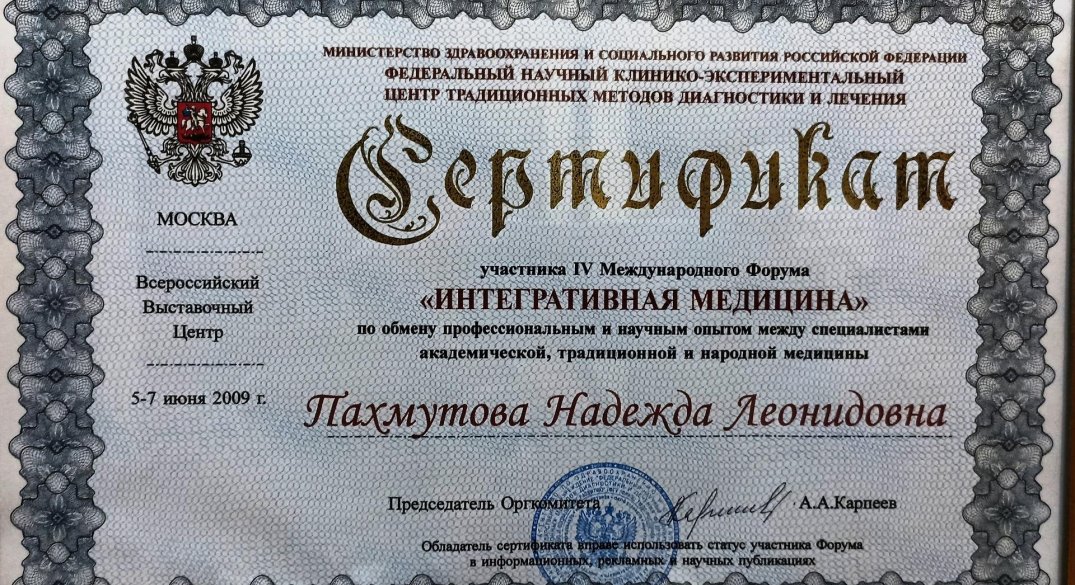 МИНИСТЕРСТВО ЗДРАВООХРАНЕНИЯ И СОЦИАЛЬНОГО РАЗВИТИЯ РОССИЙСКОЙ ФЕДЕРАЦИИ
ФЕДЕРАЛЬНЫЙ НАУЧНЫЙ КЛИНИКО-ЭКСПЕРИМЕНТАЛЬНЫЙ
ЦЕНТР ТРАДИЦИОННЫХ МЕТОДОВ ДИАГНОСТИКИ И ЛЕЧЕНИЯ
Сертификат
МОСКВА
Всероссийский
Выставочный
Центр
5-7 июня 2009 г.
участника IV Международного Форума
«ИНТЕГРАТИВНАЯ МЕДИЦИНА»
по обмену профессиональным и научным опытом между специалистами
академической, традиционной и народной медицины
Пахмутова Надежда Леонидовна
Председатель Оргкомитета А.А.Карпеев
Обладатель сертификата вправе использовать статус участника Форума
в информационных, рекламных и научных публикациях